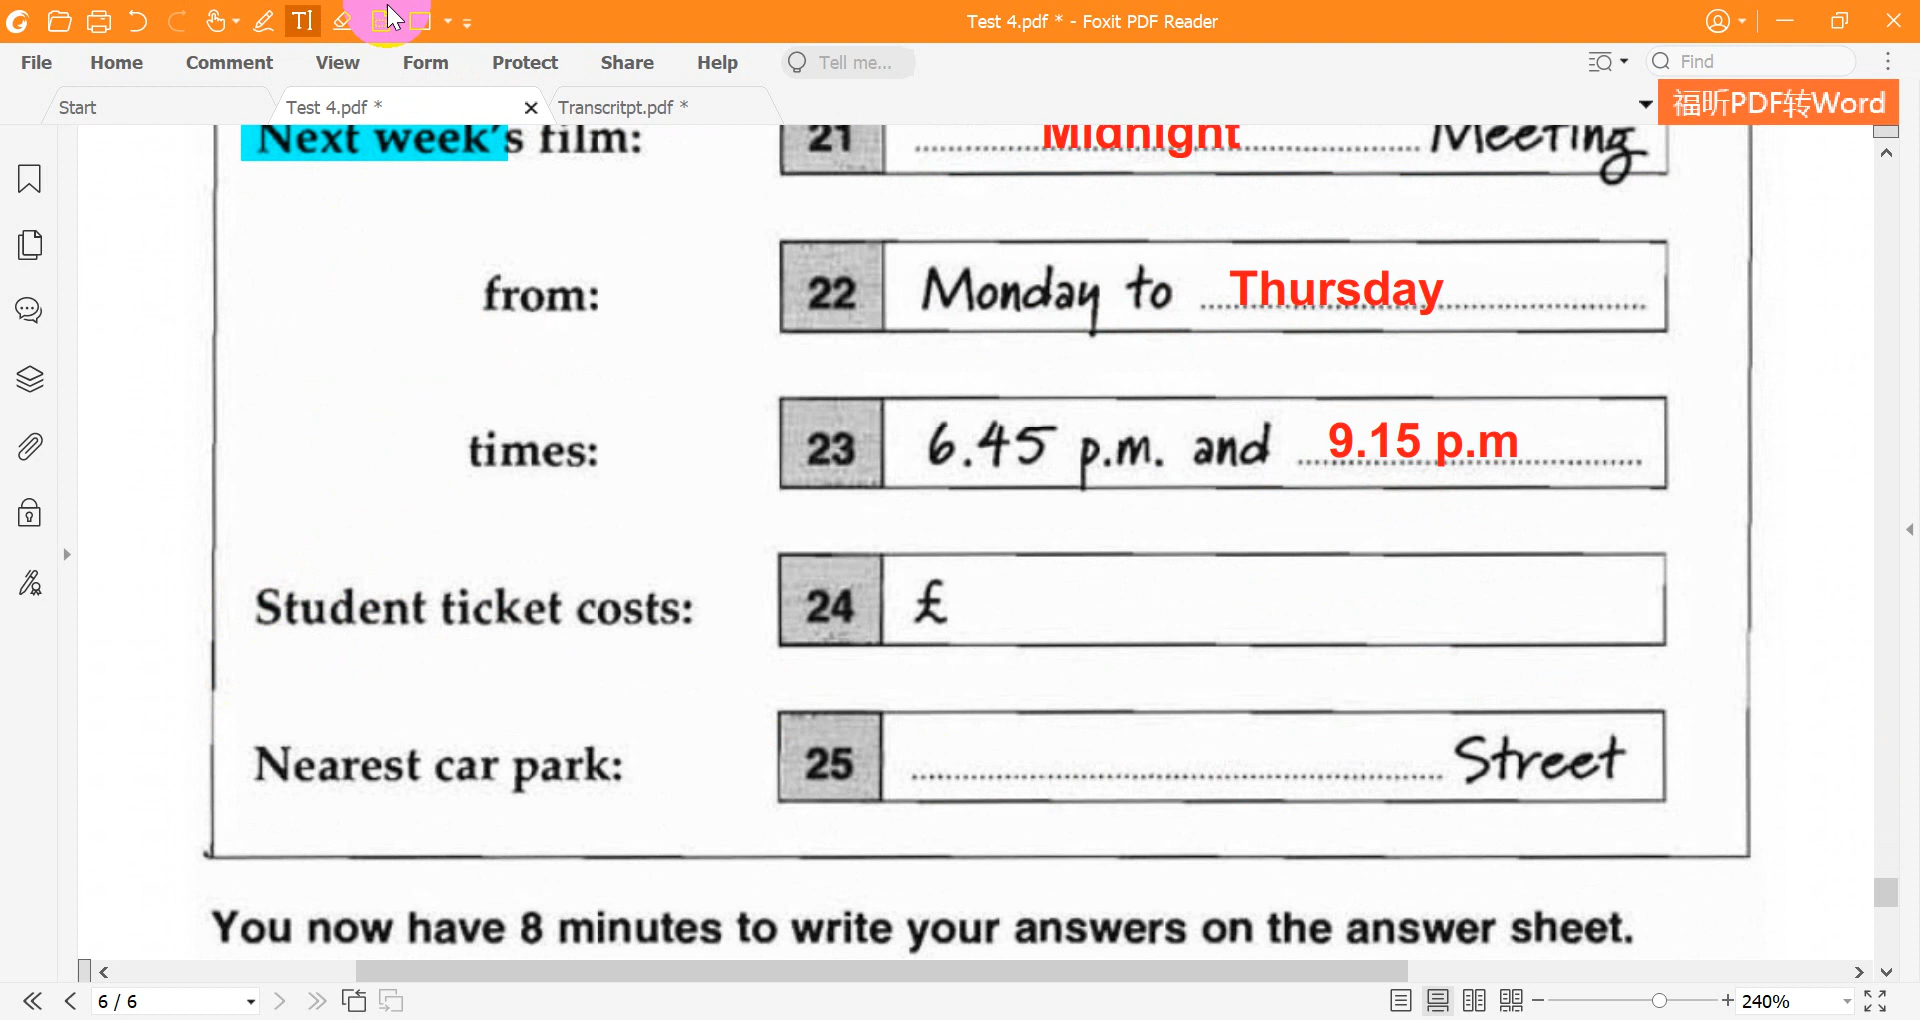 Test 4.pdf * - Foxit PDF Reader
File Home Comment View Form Protect Share Help Tell me... Find
Start Test 4.pdf * Transcritpt.pdf * 福昕PDF转Word
Next week's film: 21 Midnight Meeting
from: 22 Monday to Thursday
times: 23 6.45 p.m. and 9.15 p.m
Student ticket costs: 24 £
Nearest car park: 25 Street
You now have 8 minutes to write your answers on the answer sheet.
6 / 6 240%